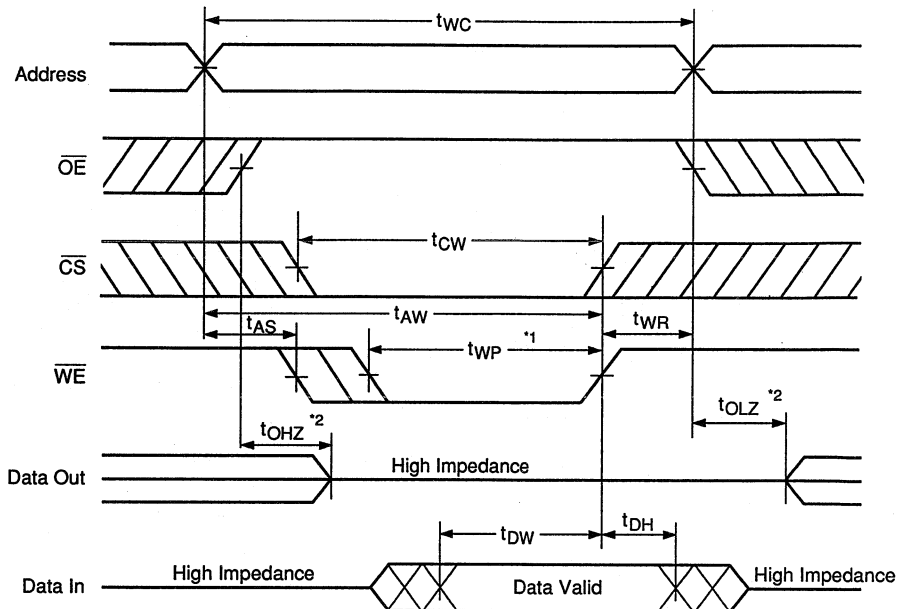 tWC
Address
OE
CS
tCW
tAS
tAW
tWR
WE
tWP *1
tOHZ *2
tOLZ *2
Data Out
High Impedance
tDW
tDH
Data In
High Impedance
Data Valid
High Impedance